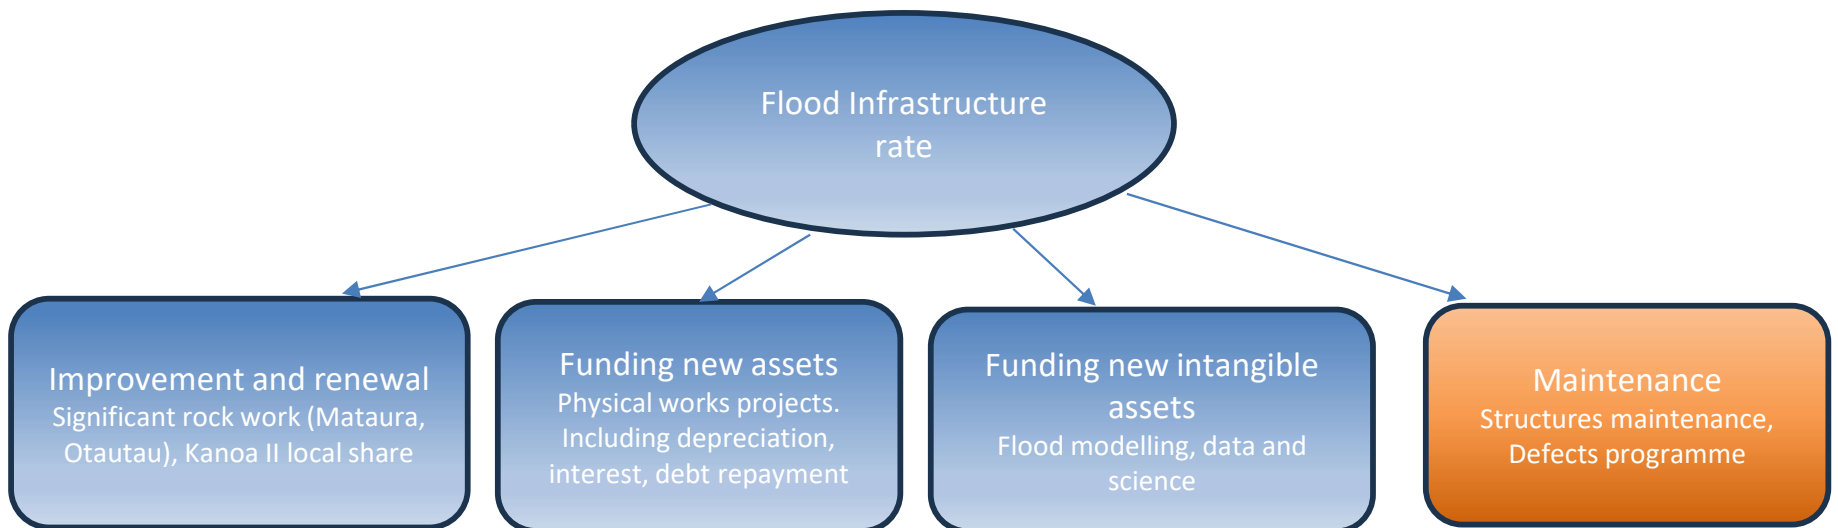 Flood Infrastructure
rate
Improvement and renewal
Significant rock work (Mataura,
Otautau), Kanoa II local share
Funding new assets
Physical works projects.
Including depreciation,
interest, debt repayment
Funding new intangible
assets
Flood modelling, data and
science
Maintenance
Structures maintenance,
Defects programme